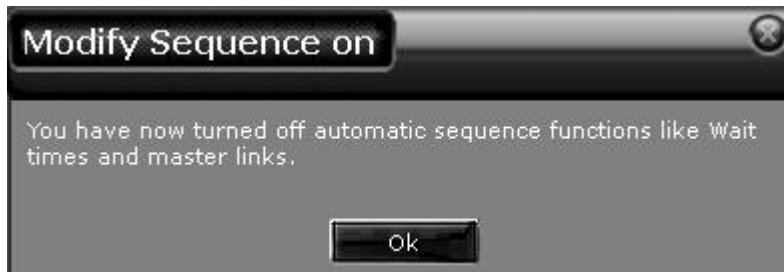 Modify Sequence on
You have now turned off automatic sequence functions like Wait
times and master links.
Ok